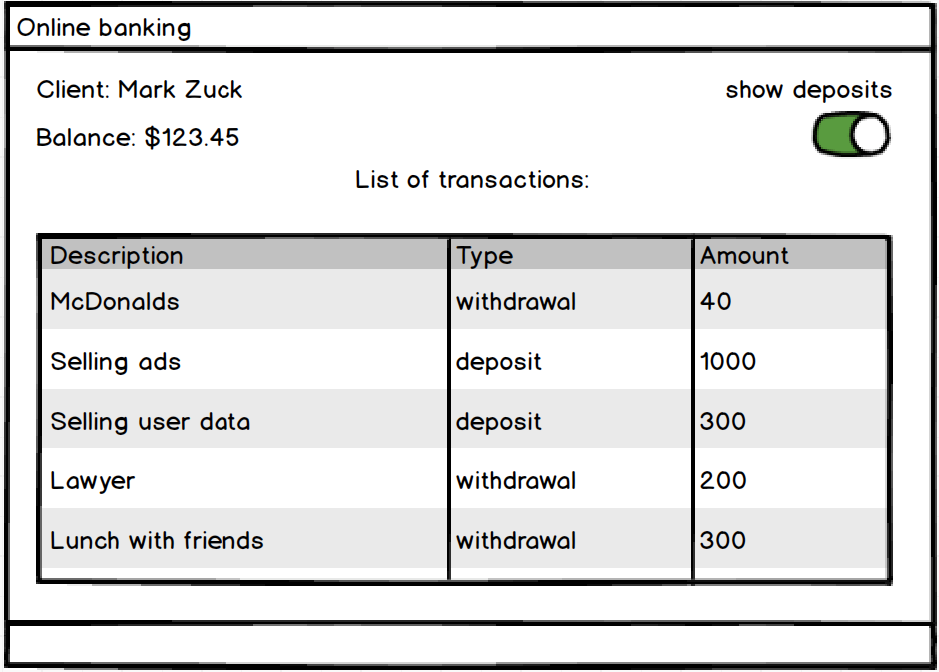 Online banking
Client: Mark Zuck
show deposits
Balance: $123.45
List of transactions:
Description Type Amount
McDonalds withdrawal 40
Selling ads deposit 1000
Selling user data deposit 300
Lawyer withdrawal 200
Lunch with friends withdrawal 300